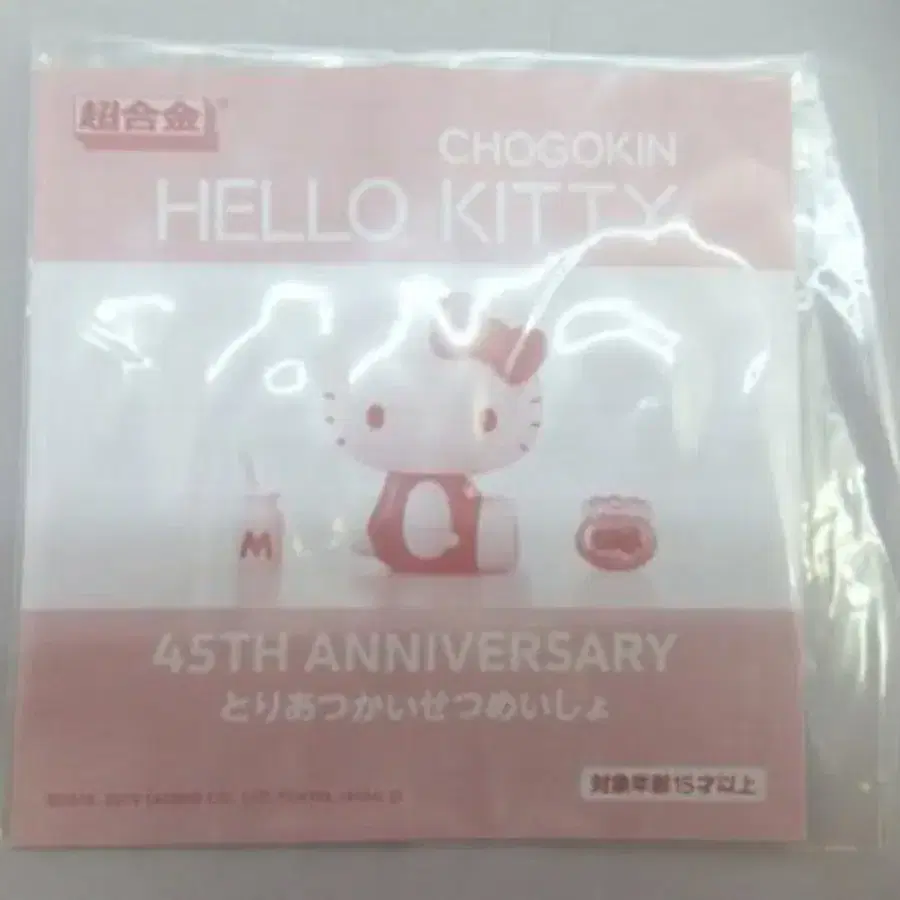 超合金
CHOGOKIN
HELLO KITTY
M
45TH ANNIVERSARY
とりあつかいせつめいしょ
対象年齢15才以上